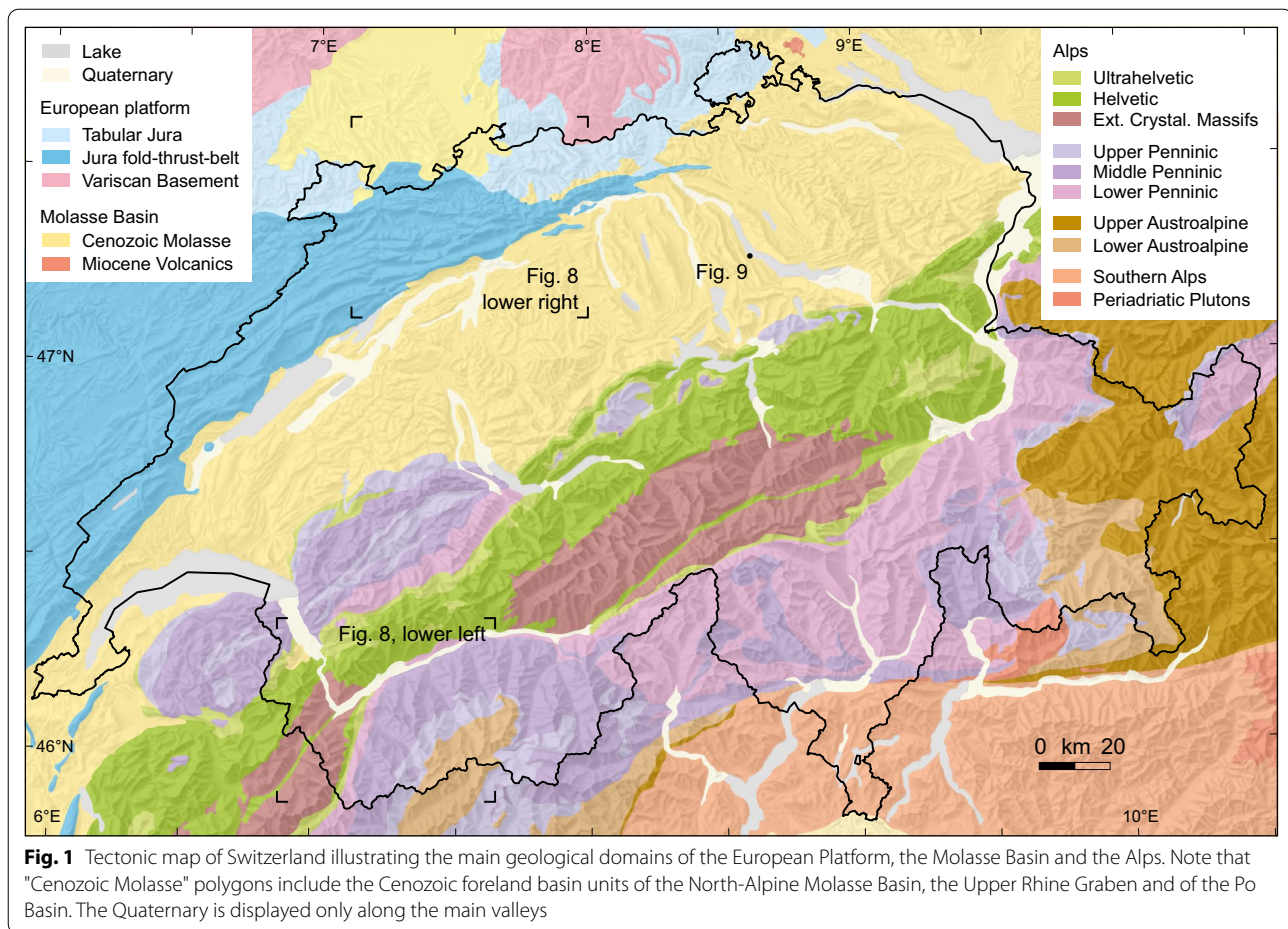 Lake
Quaternary
European platform
Tabular Jura
Jura fold-thrust-belt
Variscan Basement
Molasse Basin
Cenozoic Molasse
Miocene Volcanics
7°E
8°E
9°E
Alps
Ultrahelvetic
Helvetic
Ext. Crystal. Massifs
Upper Penninic
Middle Penninic
Lower Penninic
Upper Austroalpine
Lower Austroalpine
Southern Alps
Periadriatic Plutons
Fig. 8
lower right
Fig. 9
47°N
Fig. 8, lower left
46°N
0 km 20
6°E
10°E
Fig. 1 Tectonic map of Switzerland illustrating the main geological domains of the European Platform, the Molasse Basin and the Alps. Note that
"Cenozoic Molasse" polygons include the Cenozoic foreland basin units of the North-Alpine Molasse Basin, the Upper Rhine Graben and of the Po
Basin. The Quaternary is displayed only along the main valleys